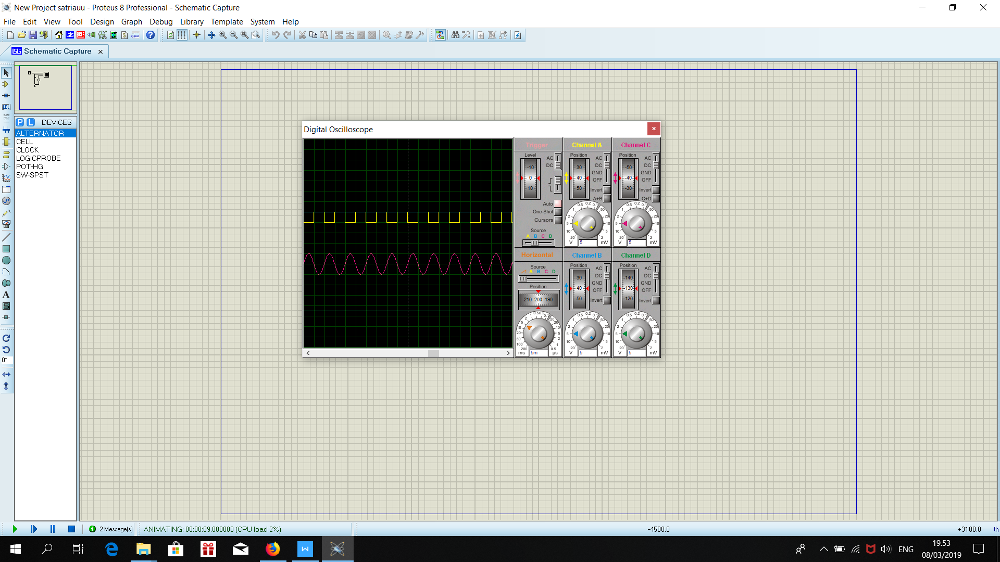 New Project satriauu - Proteus 8 Professional - Schematic Capture
File Edit View Tool Design Graph Debug Library Template System Help
Schematic Capture
P L DEVICES
ALTERNATOR
CELL
CLOCK
LOGICPROBE
POT-HG
SW-SPST
LBL
A
S
0°
Digital Oscilloscope
Trigger
Level
AC
DC
-10
0
10
Auto
One-Shot
Cursors
Source
A B C D
Channel A
Position
AC
DC
GND
OFF
30
40
50
Invert
A+B
V 5 mV
Channel C
Position
AC
DC
GND
OFF
-50
-40
-30
Invert
C+D
V 5 mV
Horizontal
Source
A B C D
Position
210 200 190
ms 5m µs
Channel B
Position
AC
DC
GND
OFF
30
40
50
Invert
V 5 mV
Channel D
Position
AC
DC
GND
OFF
-140
-130
-120
Invert
V 5 mV
2 Message(s)
ANIMATING: 00:00:09.000000 (CPU load 2%)
-4500.0
+3100.0
th
ENG
19.53
08/03/2019